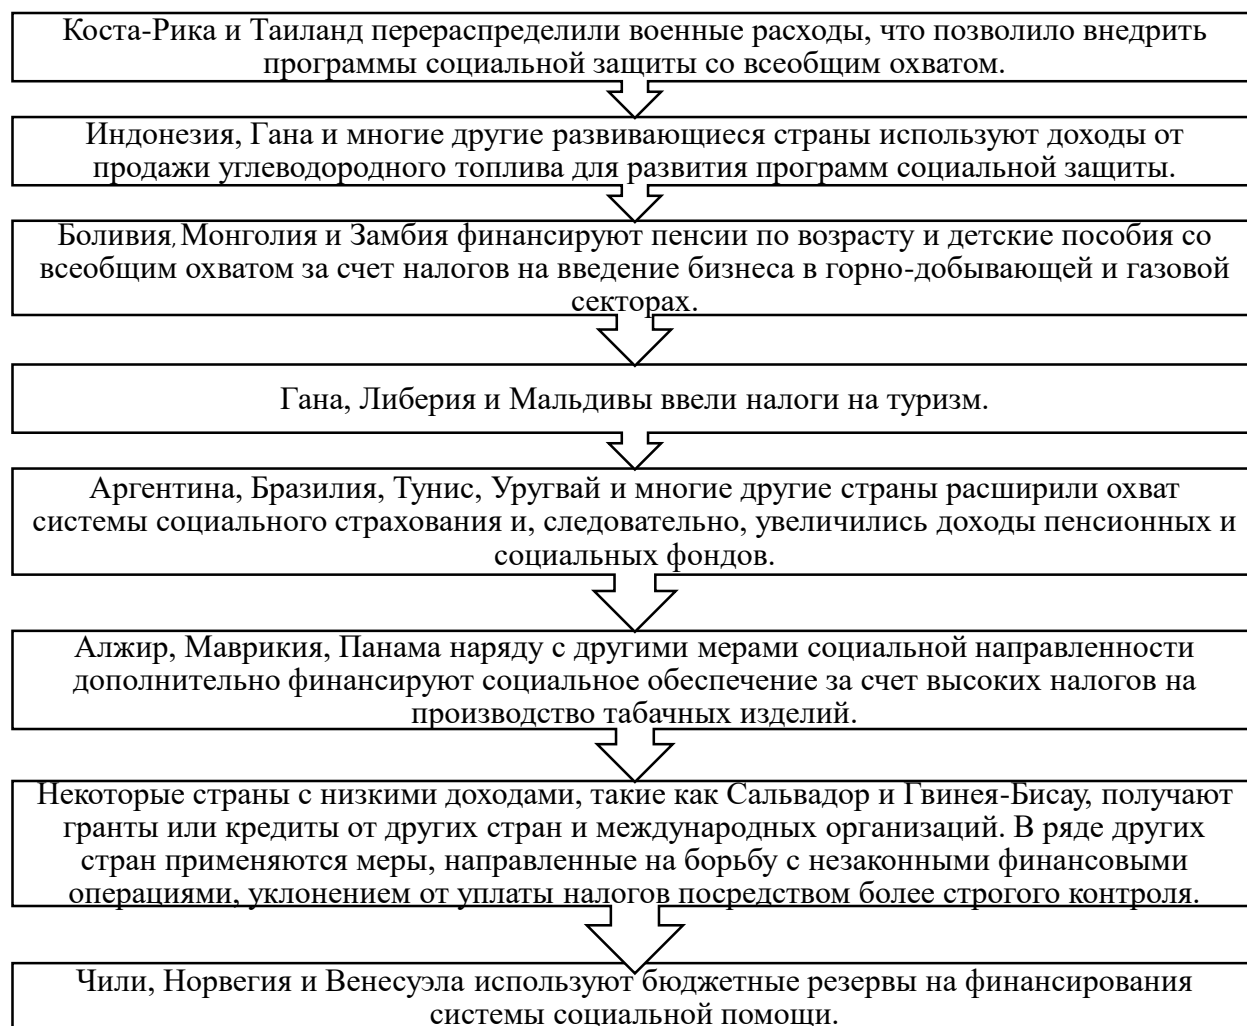 Коста-Рика и Таиланд перераспределили военные расходы, что позволило внедрить
программы социальной защиты со всеобщим охватом.
Индонезия, Гана и многие другие развивающиеся страны используют доходы от
продажи углеводородного топлива для развития программ социальной защиты.
Боливия, Монголия и Замбия финансируют пенсии по возрасту и детские пособия со
всеобщим охватом за счет налогов на введение бизнеса в горно-добывающей и газовой
секторах.
Гана, Либерия и Мальдивы ввели налоги на туризм.
Аргентина, Бразилия, Тунис, Уругвай и многие другие страны расширили охват
системы социального страхования и, следовательно, увеличились доходы пенсионных и
социальных фондов.
Алжир, Маврикия, Панама наряду с другими мерами социальной направленности
дополнительно финансируют социальное обеспечение за счет высоких налогов на
производство табачных изделий.
Некоторые страны с низкими доходами, такие как Сальвадор и Гвинея-Бисау, получают
гранты или кредиты от других стран и международных организаций. В ряде других
стран применяются меры, направленные на борьбу с незаконными финансовыми
операциями, уклонением от уплаты налогов посредством более строгого контроля.
Чили, Норвегия и Венесуэла используют бюджетные резервы на финансирования
системы социальной помощи.